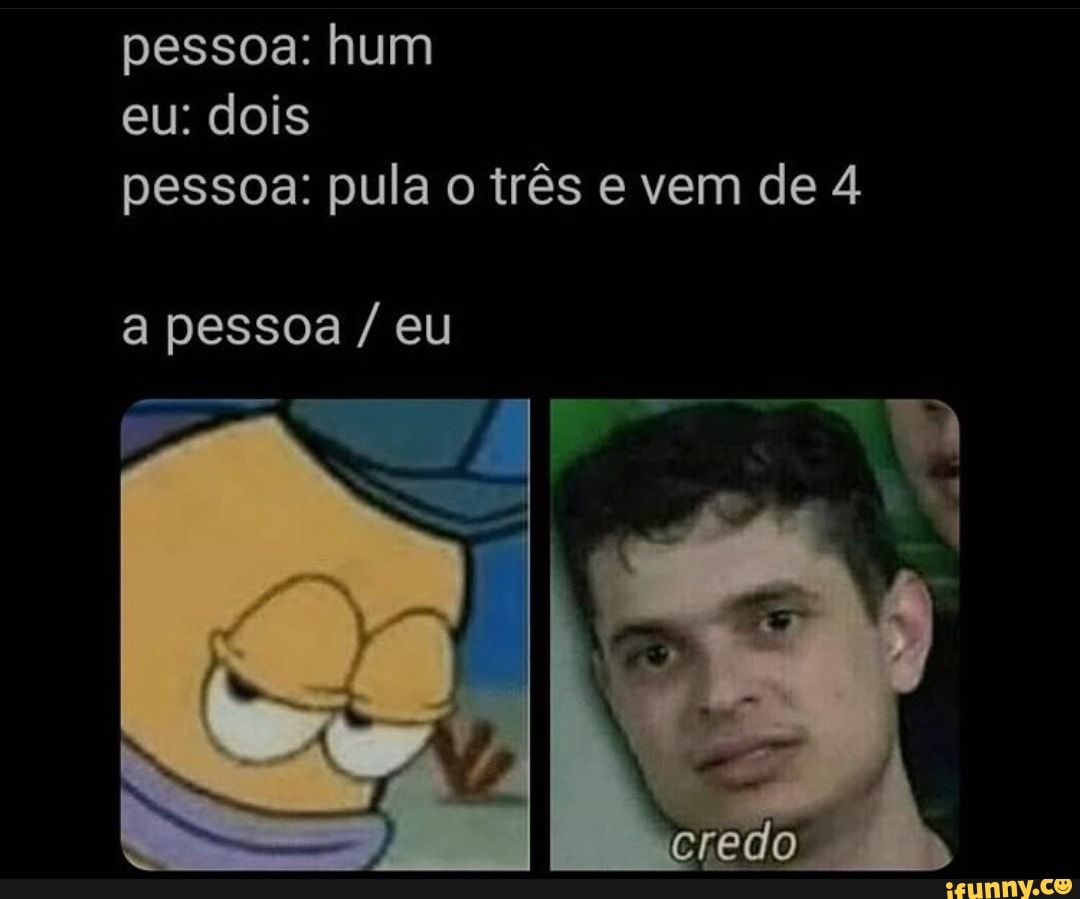 pessoa: hum
eu: dois
pessoa: pula o três e vem de 4
a pessoa / eu
credo
ifunny.co